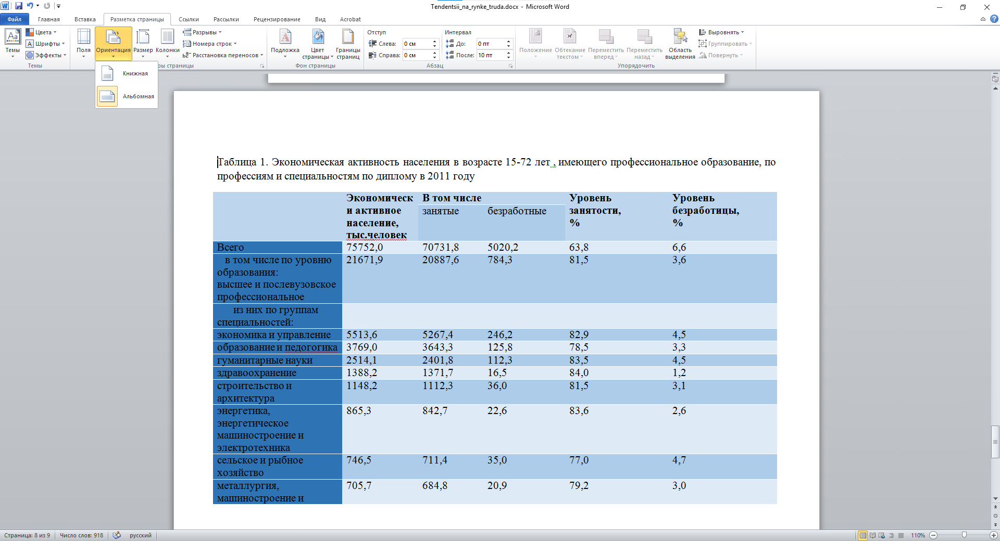 Tendentsii_na_rynke_truda.docx - Microsoft Word
Файл Главная Вставка Разметка страницы Ссылки Рассылки Рецензирование Вид Acrobat
Темы Цвета Шрифты Эффекты
Поля Ориентация Размер Колонки Разрывы Номера строк Расстановка переносов
Подложка Цвет страницы Границы страниц
Отступ Слева: 0 см Справа: 0 см
Интервал До: 0 пт После: 10 пт
Положение Обтекание текстом Переместить вперед Переместить назад Область выделения Выровнять Группировать Повернуть
Темы ры страницы Фон страницы Абзац Упорядочить
Книжная
Альбомная
Таблица 1. Экономическая активность населения в возрасте 15-72 лет , имеющего профессиональное образование, по
профессиям и специальностям по диплому в 2011 году
Экономическ
и активное
население,
тыс.человек
В том числе
занятые безработные
Уровень
занятости,
%
Уровень
безработицы,
%
Всего 75752,0 70731,8 5020,2 63,8 6,6
в том числе по уровню 21671,9 20887,6 784,3 81,5 3,6
образования:
высшее и послевузовское
профессиональное
из них по группам
специальностей:
экономика и управление 5513,6 5267,4 246,2 82,9 4,5
образование и педогогика 3769,0 3643,3 125,8 78,5 3,3
гуманитарные науки 2514,1 2401,8 112,3 83,5 4,5
здравоохранение 1388,2 1371,7 16,5 84,0 1,2
строительство и 1148,2 1112,3 36,0 81,5 3,1
архитектура
энергетика, 865,3 842,7 22,6 83,6 2,6
энергетическое
машиностроение и
электротехника
сельское и рыбное 746,5 711,4 35,0 77,0 4,7
хозяйство
металлургия, 705,7 684,8 20,9 79,2 3,0
машиностроение и
Страница: 8 из 9 Число слов: 918 русский 110%